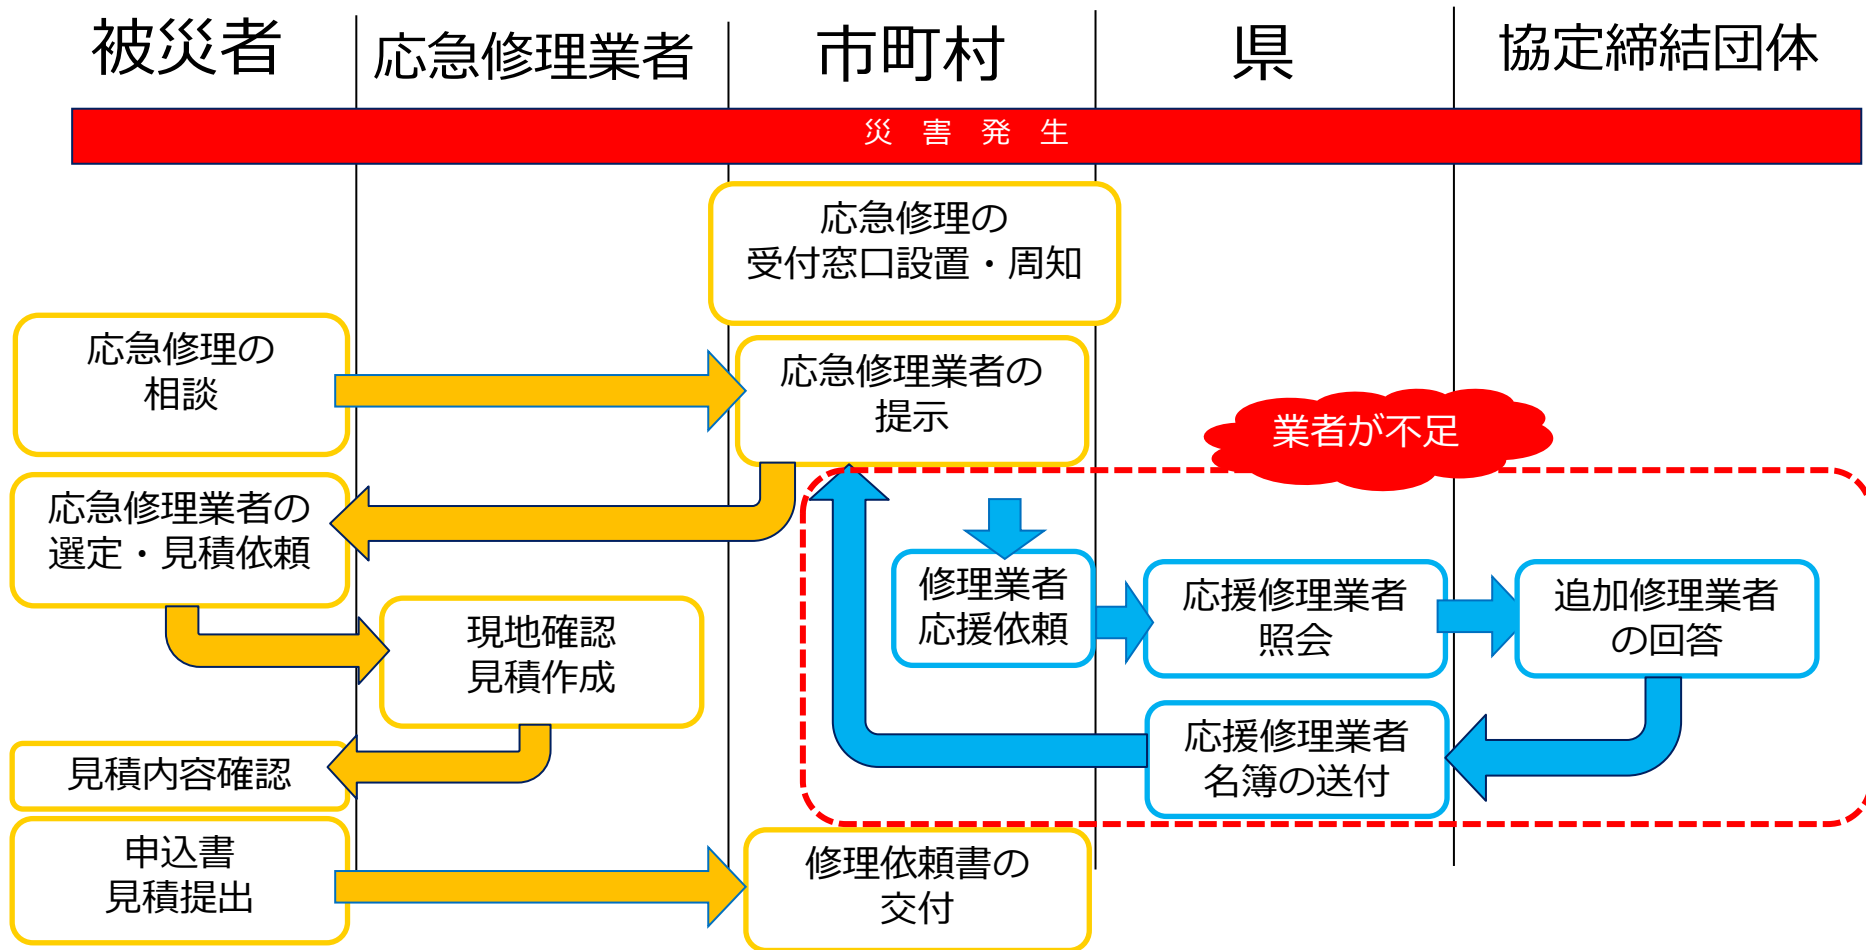 被災者
応急修理業者
市町村
県
協定締結団体
災 害 発 生
応急修理の
受付窓口設置・周知
応急修理の
相談
応急修理業者の
提示
業者が不足
応急修理業者の
選定・見積依頼
修理業者
応援依頼
応援修理業者
照会
追加修理業者
の回答
現地確認
見積作成
応援修理業者
名簿の送付
見積内容確認
申込書
見積提出
修理依頼書の
交付